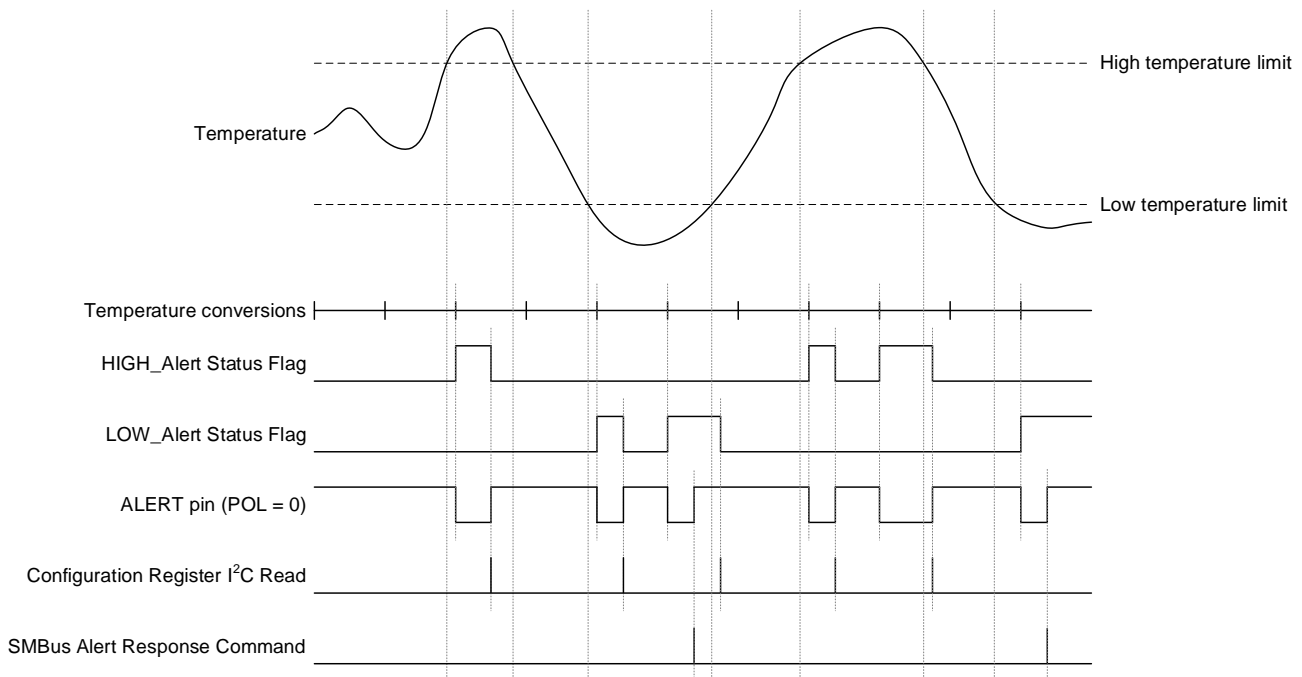 High temperature limit
Temperature
Low temperature limit
Temperature conversions
HIGH_Alert Status Flag
LOW_Alert Status Flag
ALERT pin (POL = 0)
Configuration Register I²C Read
SMBus Alert Response Command